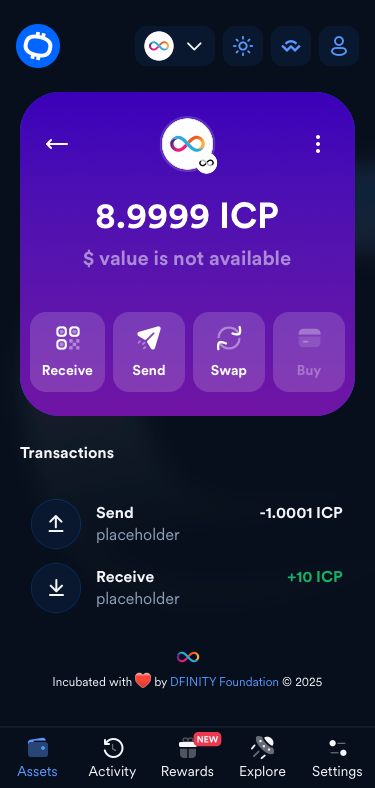 8.9999 ICP
$ value is not available
Receive
Send
Swap
Buy
Transactions
Send
-1.0001 ICP
placeholder
Receive
+10 ICP
placeholder
Incubated with ❤️ by DFINITY Foundation © 2025
NEW
Assets
Activity
Rewards
Explore
Settings